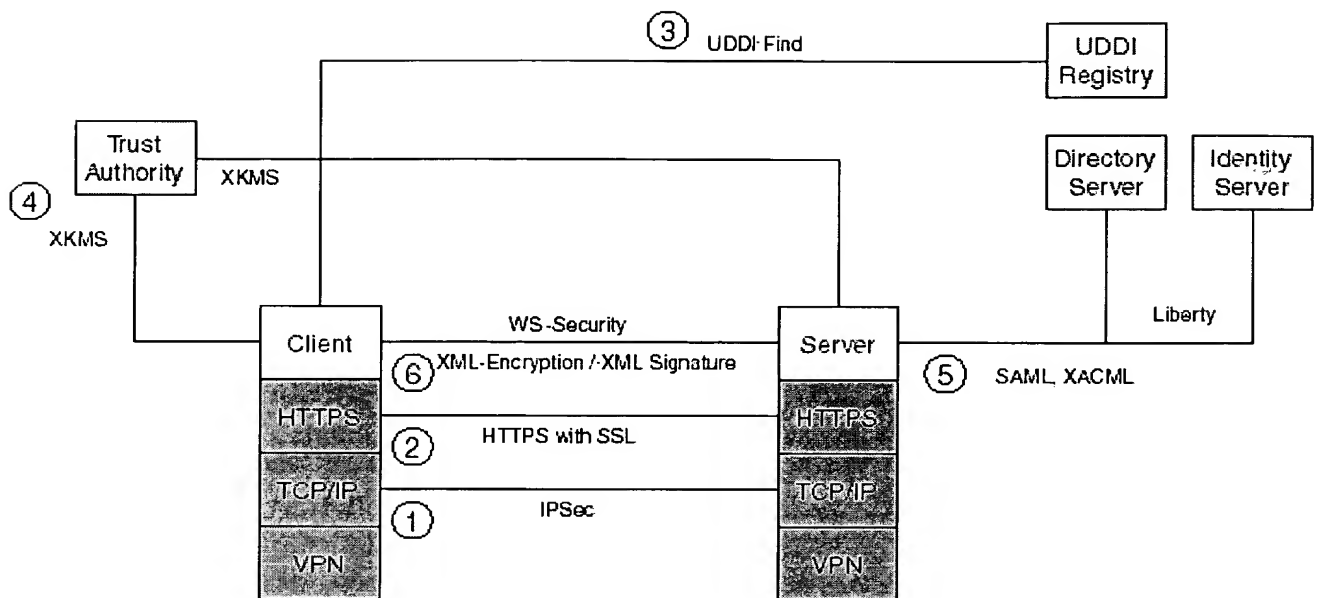 3
UDDI-Find
UDDI
Registry
Trust
Authority
XKMS
Directory
Server
Identity
Server
4
XKMS
Liberty
Client
WS-Security
Server
6
XML-Encryption /-XML Signature
5
SAML, XACML
HTTPS
HTTPS
2
HTTPS with SSL
TCP/IP
TCP/IP
1
IPSec
VPN
VPN